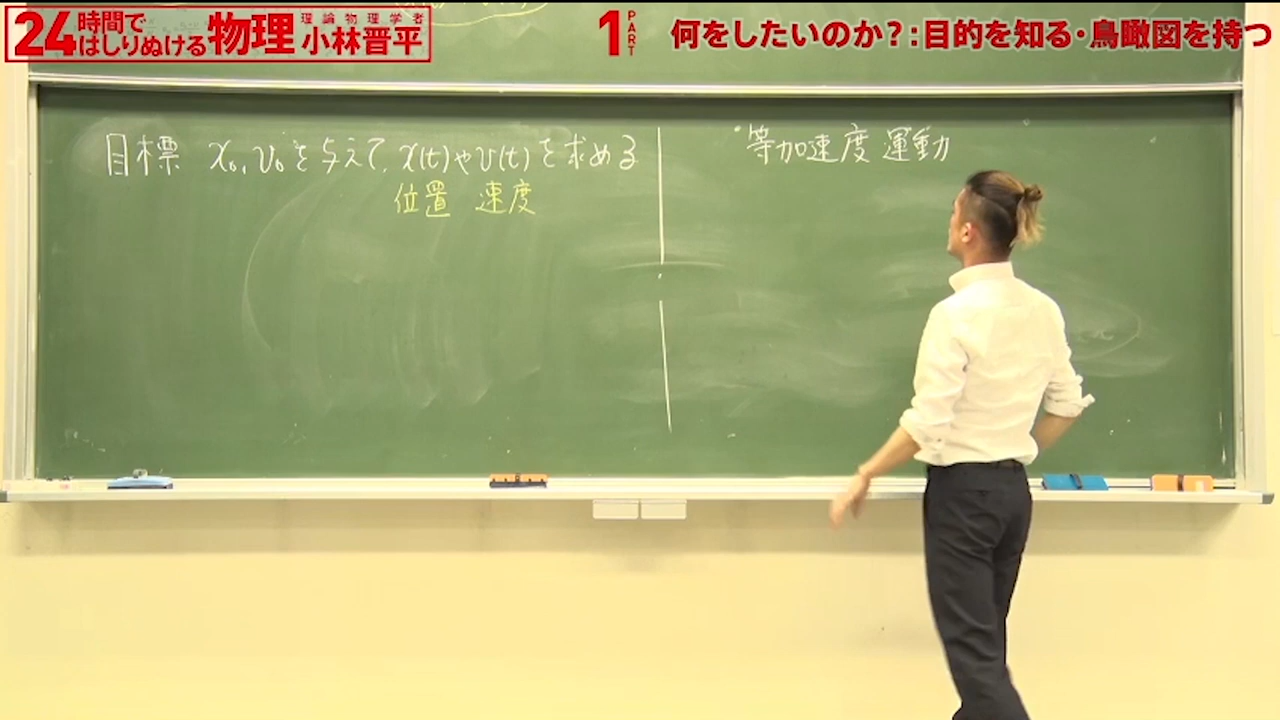 24時間ではしりぬける物理
理論物理学者
小林晋平
1 PART
何をしたいのか?:目的を知る・鳥瞰図を持つ
目標 x₀, v₀を与えて、x(t)やv(t)を求める
位置 速度
・等加速度運動